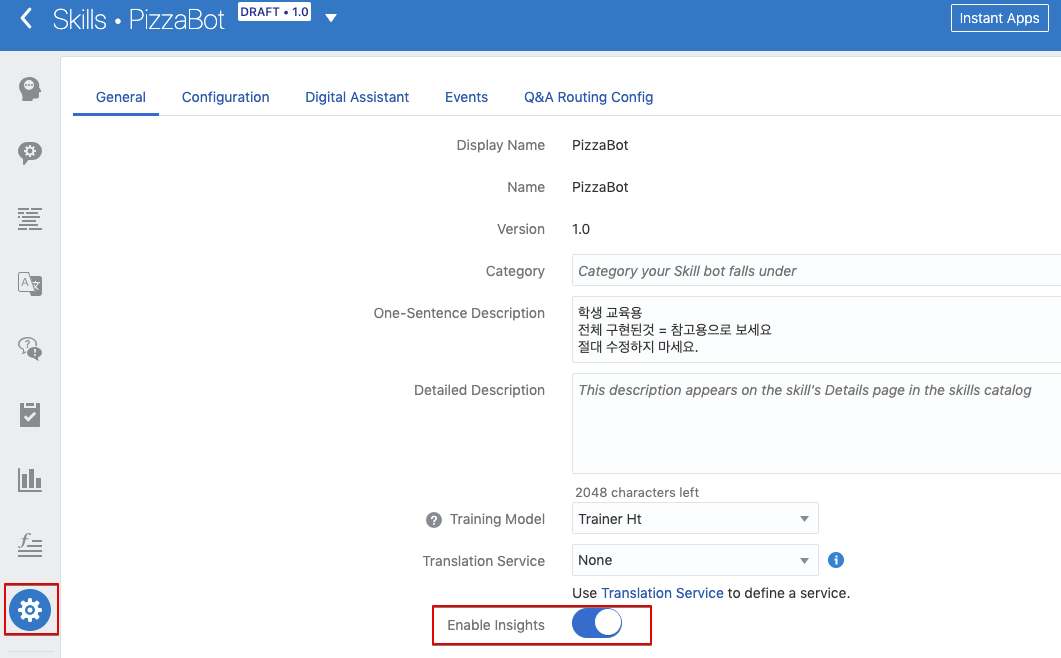 Skills • PizzaBot
DRAFT • 1.0
Instant Apps
General Configuration Digital Assistant Events Q&A Routing Config
Display Name PizzaBot
Name PizzaBot
Version 1.0
Category Category your Skill bot falls under
One-Sentence Description 학생 교육용
전체 구현된것 = 참고용으로 보세요
절대 수정하지 마세요.
Detailed Description This description appears on the skill's Details page in the skills catalog
2048 characters left
? Training Model Trainer Ht
Translation Service None
Use Translation Service to define a service.
Enable Insights